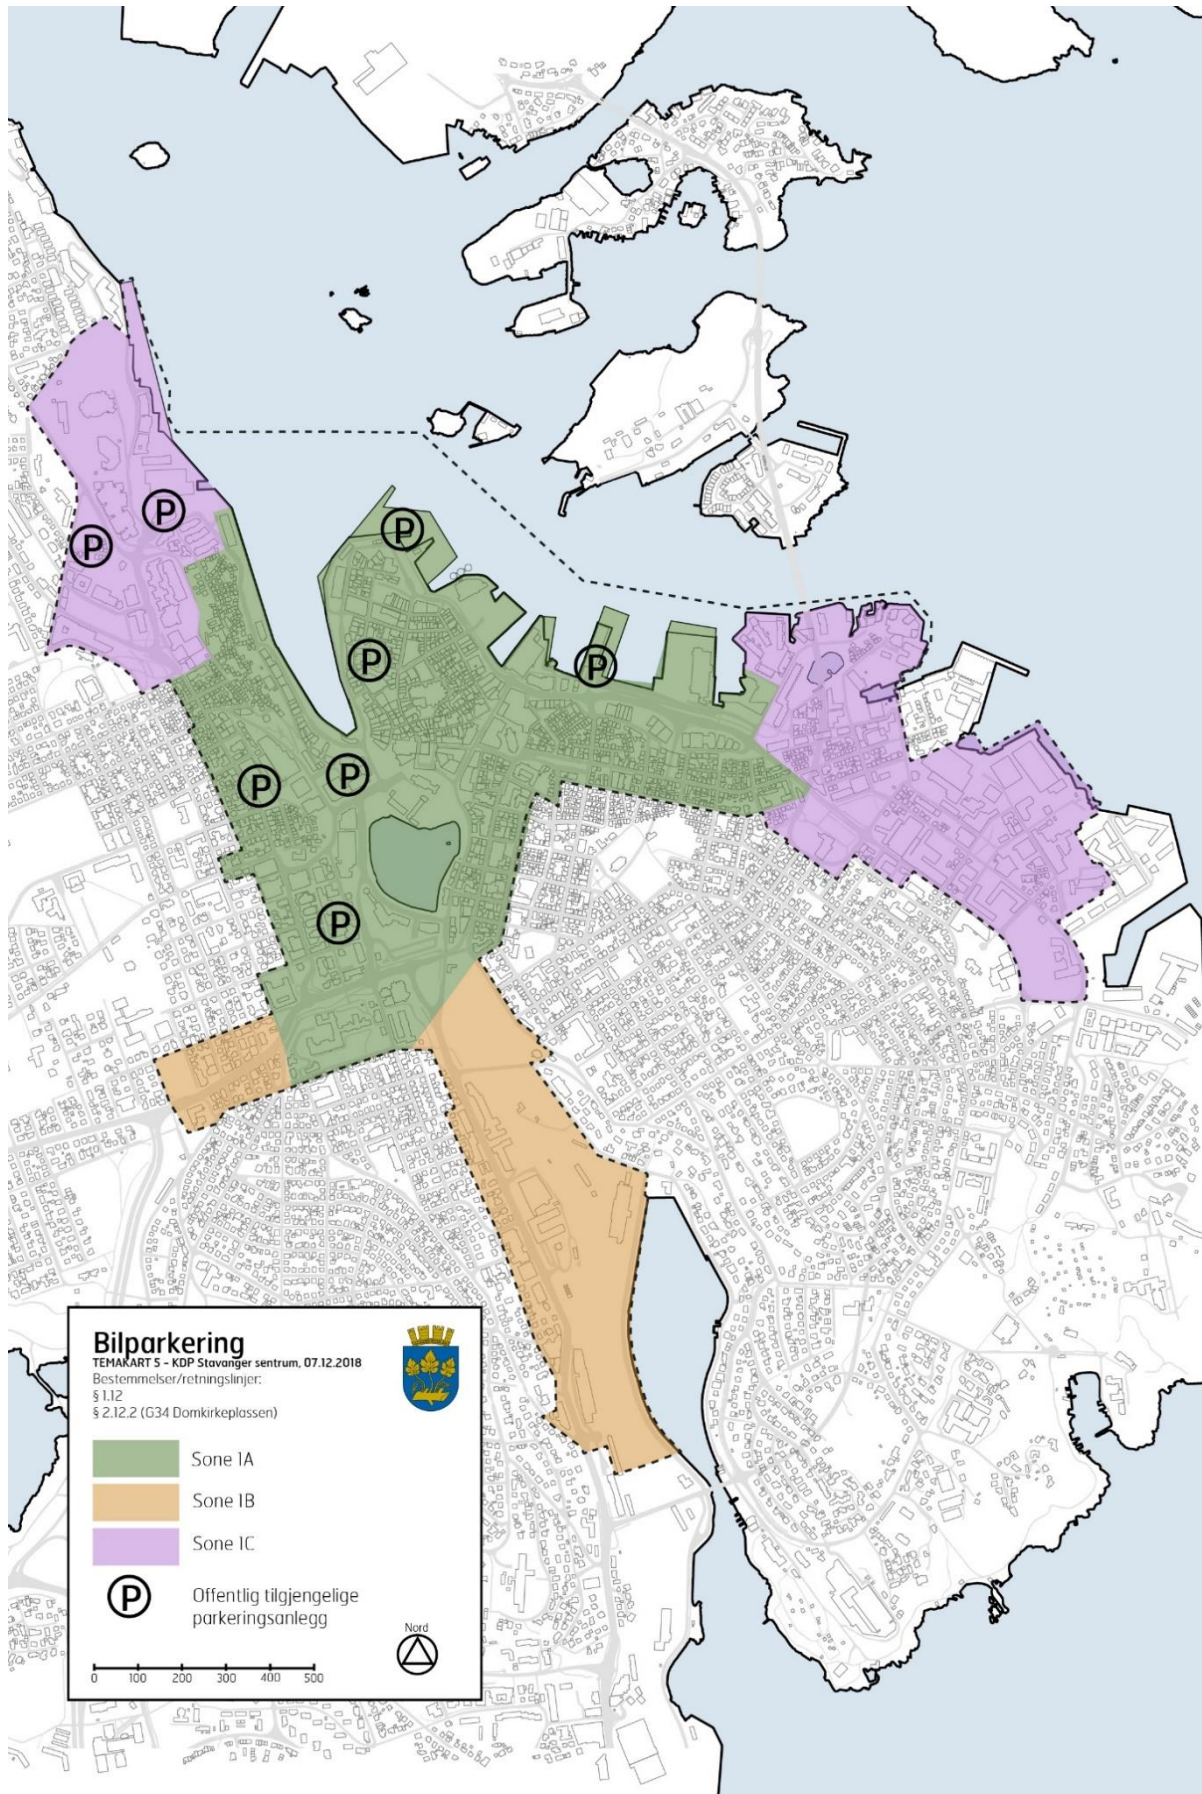 P
P
P
P
P
P
P
P
Bilparkering
TEMAKART 5 - KDP Stavanger sentrum, 07.12.2018
Bestemmelser/retningslinjer:
§ 1.12
§ 2.12.2 (G34 Domkirkeplassen)
Sone 1A
Sone 1B
Sone 1C
P Offentlig tilgjengelige
parkeringsanlegg
Nord
0 100 200 300 400 500